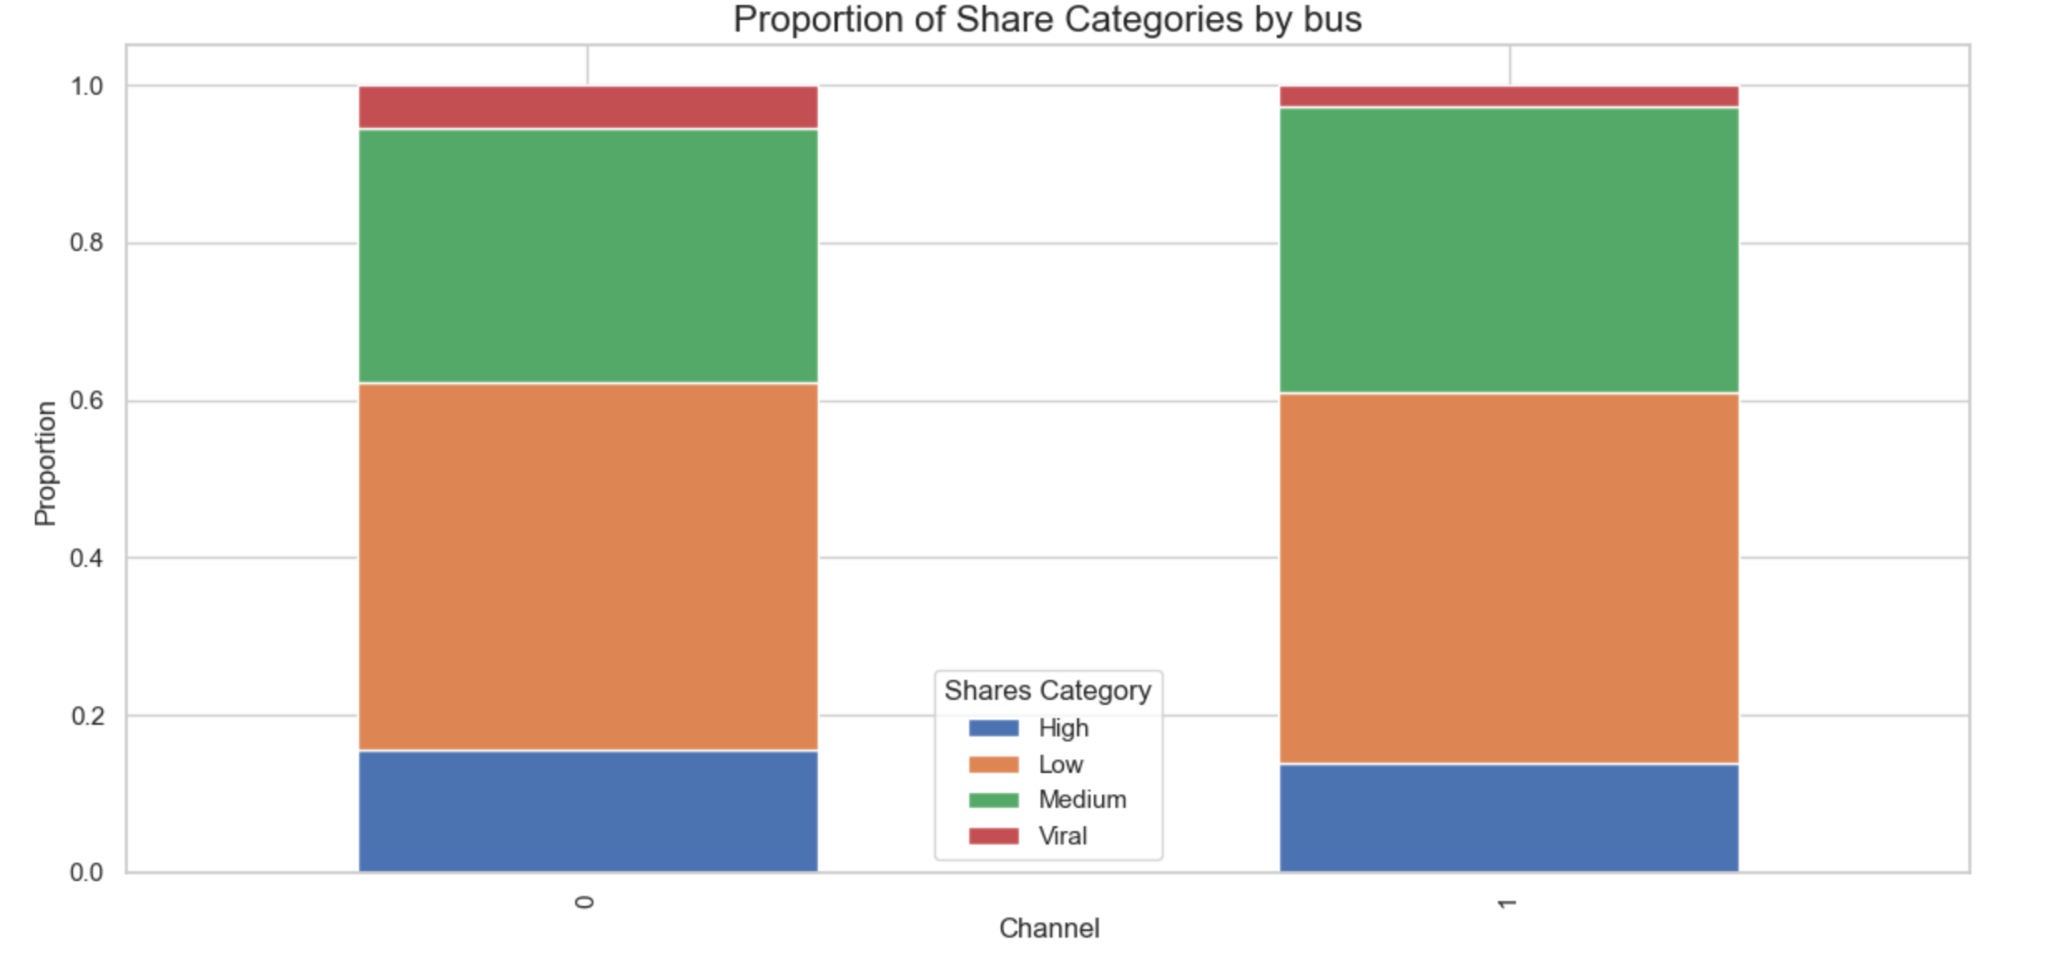 Proportion of Share Categories by bus
1.0
0.8
0.6
0.4
0.2
0.0
Proportion
Shares Category
High
Low
Medium
Viral
0
1
Channel